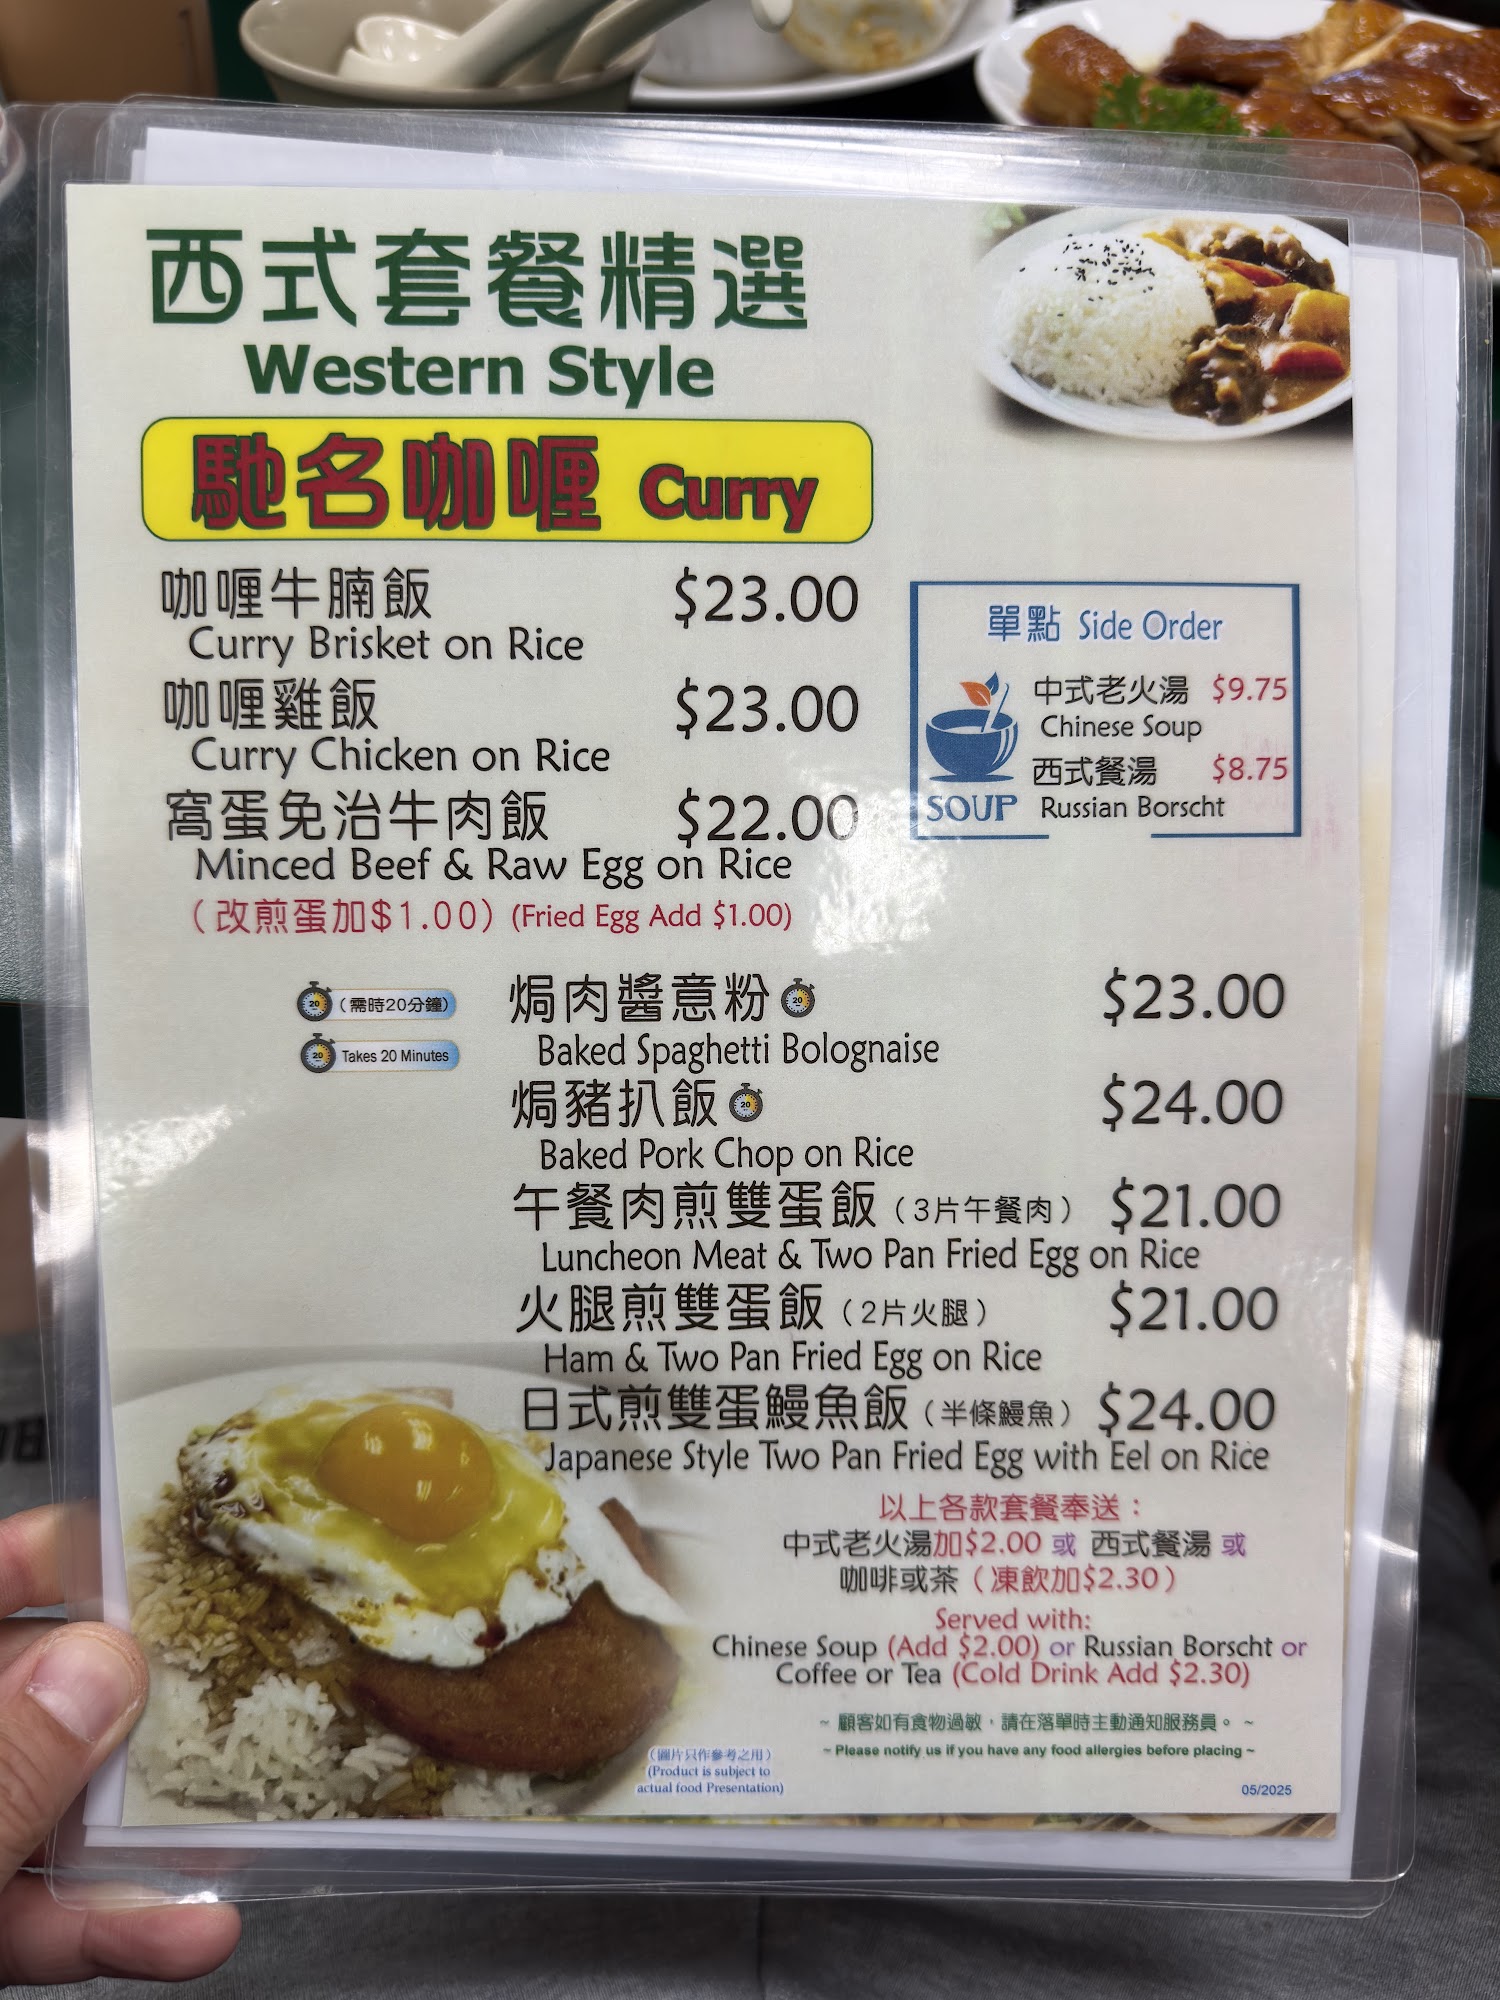 西式套餐精選
Western Style
馳名咖喱 Curry
咖喱牛腩飯 $23.00
Curry Brisket on Rice
咖喱雞飯 $23.00
Curry Chicken on Rice
窩蛋免治牛肉飯 $22.00
Minced Beef & Raw Egg on Rice
(改煎蛋加$1.00) (Fried Egg Add $1.00)
單點 Side Order
中式老火湯 $9.75
Chinese Soup
西式餐湯 $8.75
Russian Borscht
SOUP
20 (需時20分鐘)
20 Takes 20 Minutes
焗肉醬意粉 20 $23.00
Baked Spaghetti Bolognaise
焗豬扒飯 20 $24.00
Baked Pork Chop on Rice
午餐肉煎雙蛋飯 (3片午餐肉) $21.00
Luncheon Meat & Two Pan Fried Egg on Rice
火腿煎雙蛋飯 (2片火腿) $21.00
Ham & Two Pan Fried Egg on Rice
日式煎雙蛋鰻魚飯 (半條鰻魚) $24.00
Japanese Style Two Pan Fried Egg with Eel on Rice
以上各款套餐奉送：
中式老火湯加$2.00 或 西式餐湯 或
咖啡或茶 (凍飲加$2.30)
Served with:
Chinese Soup (Add $2.00) or Russian Borscht or
Coffee or Tea (Cold Drink Add $2.30)
~ 顧客如有食物過敏，請在落單時主動通知服務員。 ~
~ Please notify us if you have any food allergies before placing ~
(圖片只作參考之用)
(Product is subject to
actual food Presentation)
05/2025